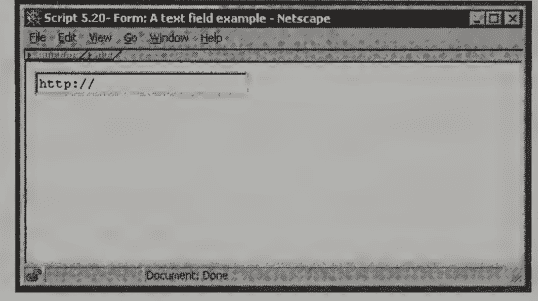 Script 5.20- Form: A text field example - Netscape
File Edit View Go Window Help
http://
Document: Done